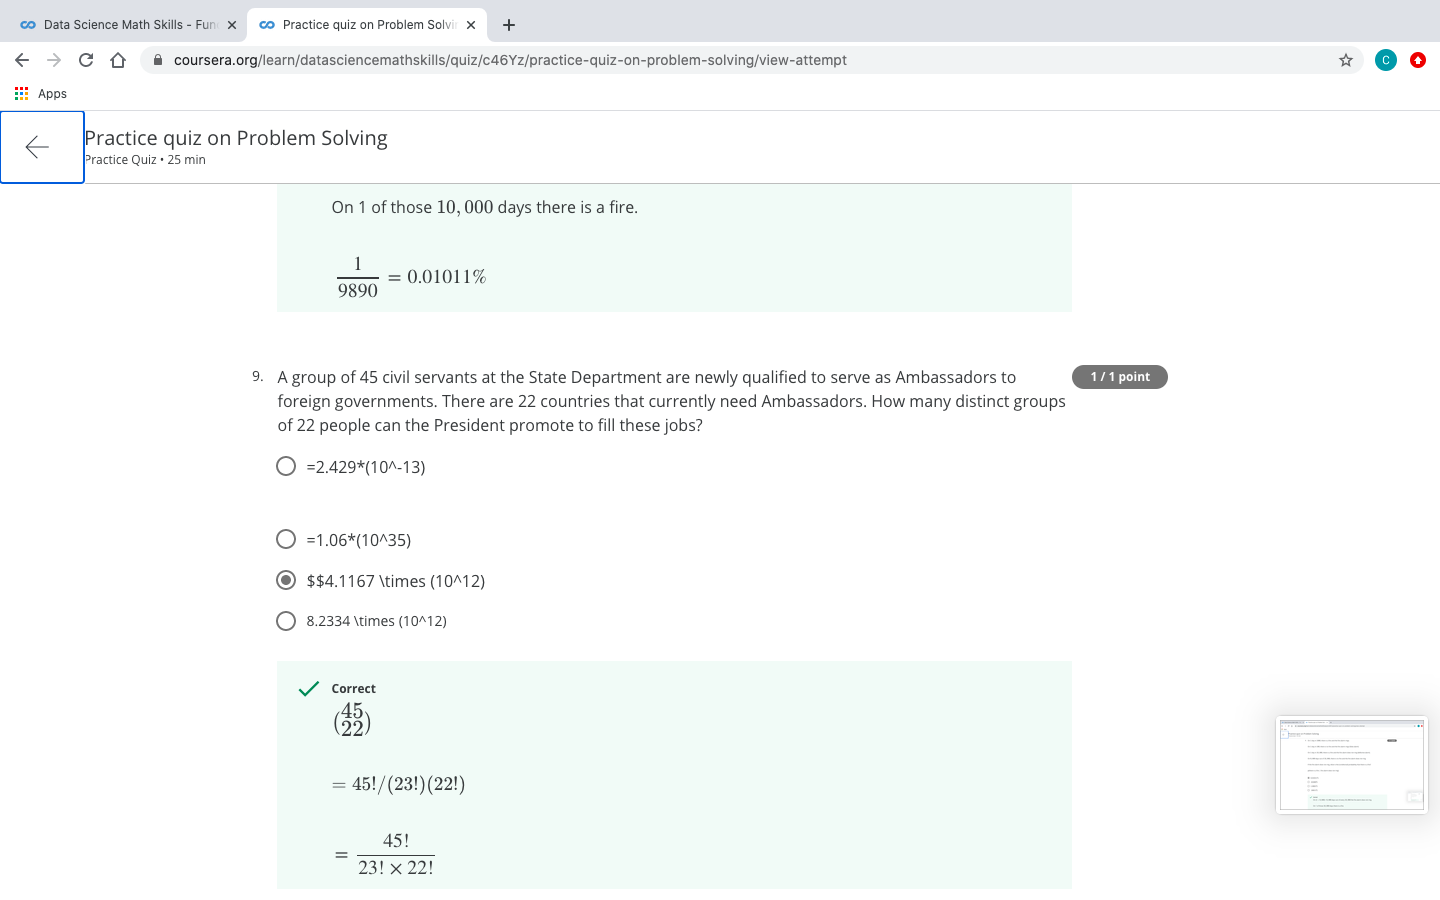 Data Science Math Skills - Fun
Practice quiz on Problem Solvi
coursera.org/learn/datasciencemathskills/quiz/c46Yz/practice-quiz-on-problem-solving/view-attempt
C
Apps
Practice quiz on Problem Solving
Practice Quiz • 25 min
On 1 of those 10,000 days there is a fire.
1
9890
= 0.01011%
9. A group of 45 civil servants at the State Department are newly qualified to serve as Ambassadors to
foreign governments. There are 22 countries that currently need Ambassadors. How many distinct groups
of 22 people can the President promote to fill these jobs?
1 / 1 point
=2.429*(10^-13)
=1.06*(10^35)
$$4.1167 \times (10^12)
8.2334 \times (10^12)
Correct
(45
22)
= 45!/(23!)(22!)
= 45!
23! × 22!